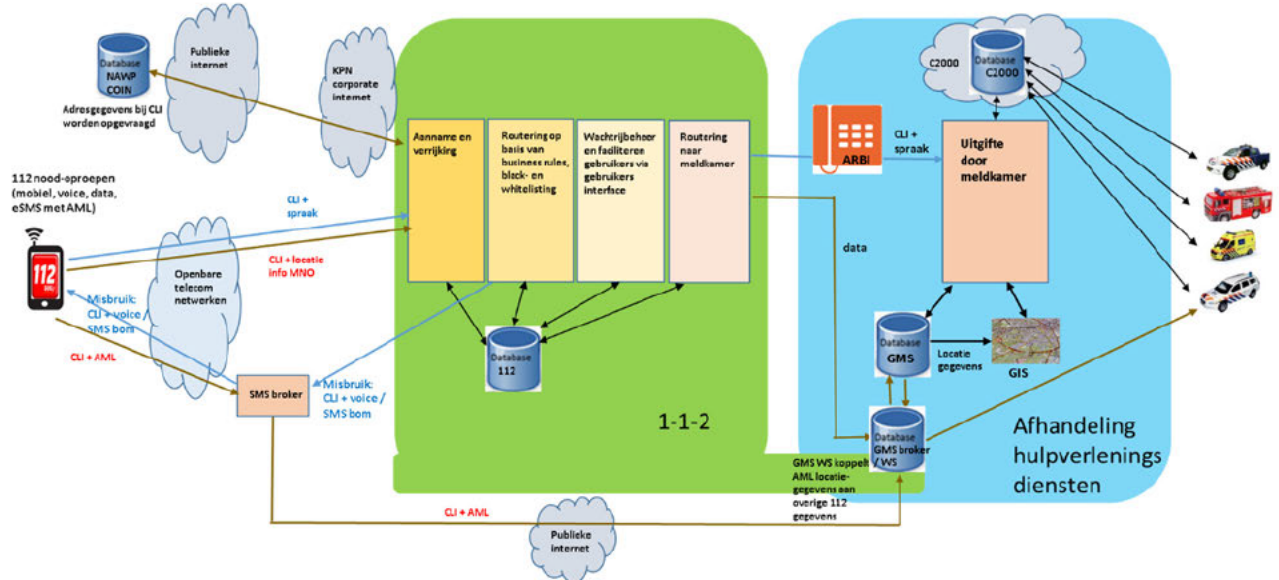 Database
NAWP
COIN
Adresgegevens bij CLI
worden opgevraagd
Publieke
internet
KPN
corporate
internet
112 nood-oproepen
(mobiel, voice, data,
eSMS met AML)
112
CLI +
spraak
CLI + locatie
info MNO
Openbare
telecom
netwerken
Misbruik:
CLI + voice /
SMS bom
CLI + AML
SMS broker
Misbruik:
CLI + voice /
SMS bom
Aanname en
verrijking
Routering op
basis van
business rules,
black- en
whitelisting
Wachtrijbeheer
en faciliteren
gebruikers via
gebruikers
interface
Routering
naar
meldkamer
Database
112
1-1-2
CLI + AML
Publieke
internet
GMS WS koppelt
AML locatie-
gegevens aan
overige 112
gegevens
data
ARBI
CLI +
spraak
C2000
Database
C2000
Uitgifte
door
meldkamer
Database
GMS
Locatie
gegevens
GIS
Database
GMS broker
/ WS
Afhandeling
hulpverlenings
diensten